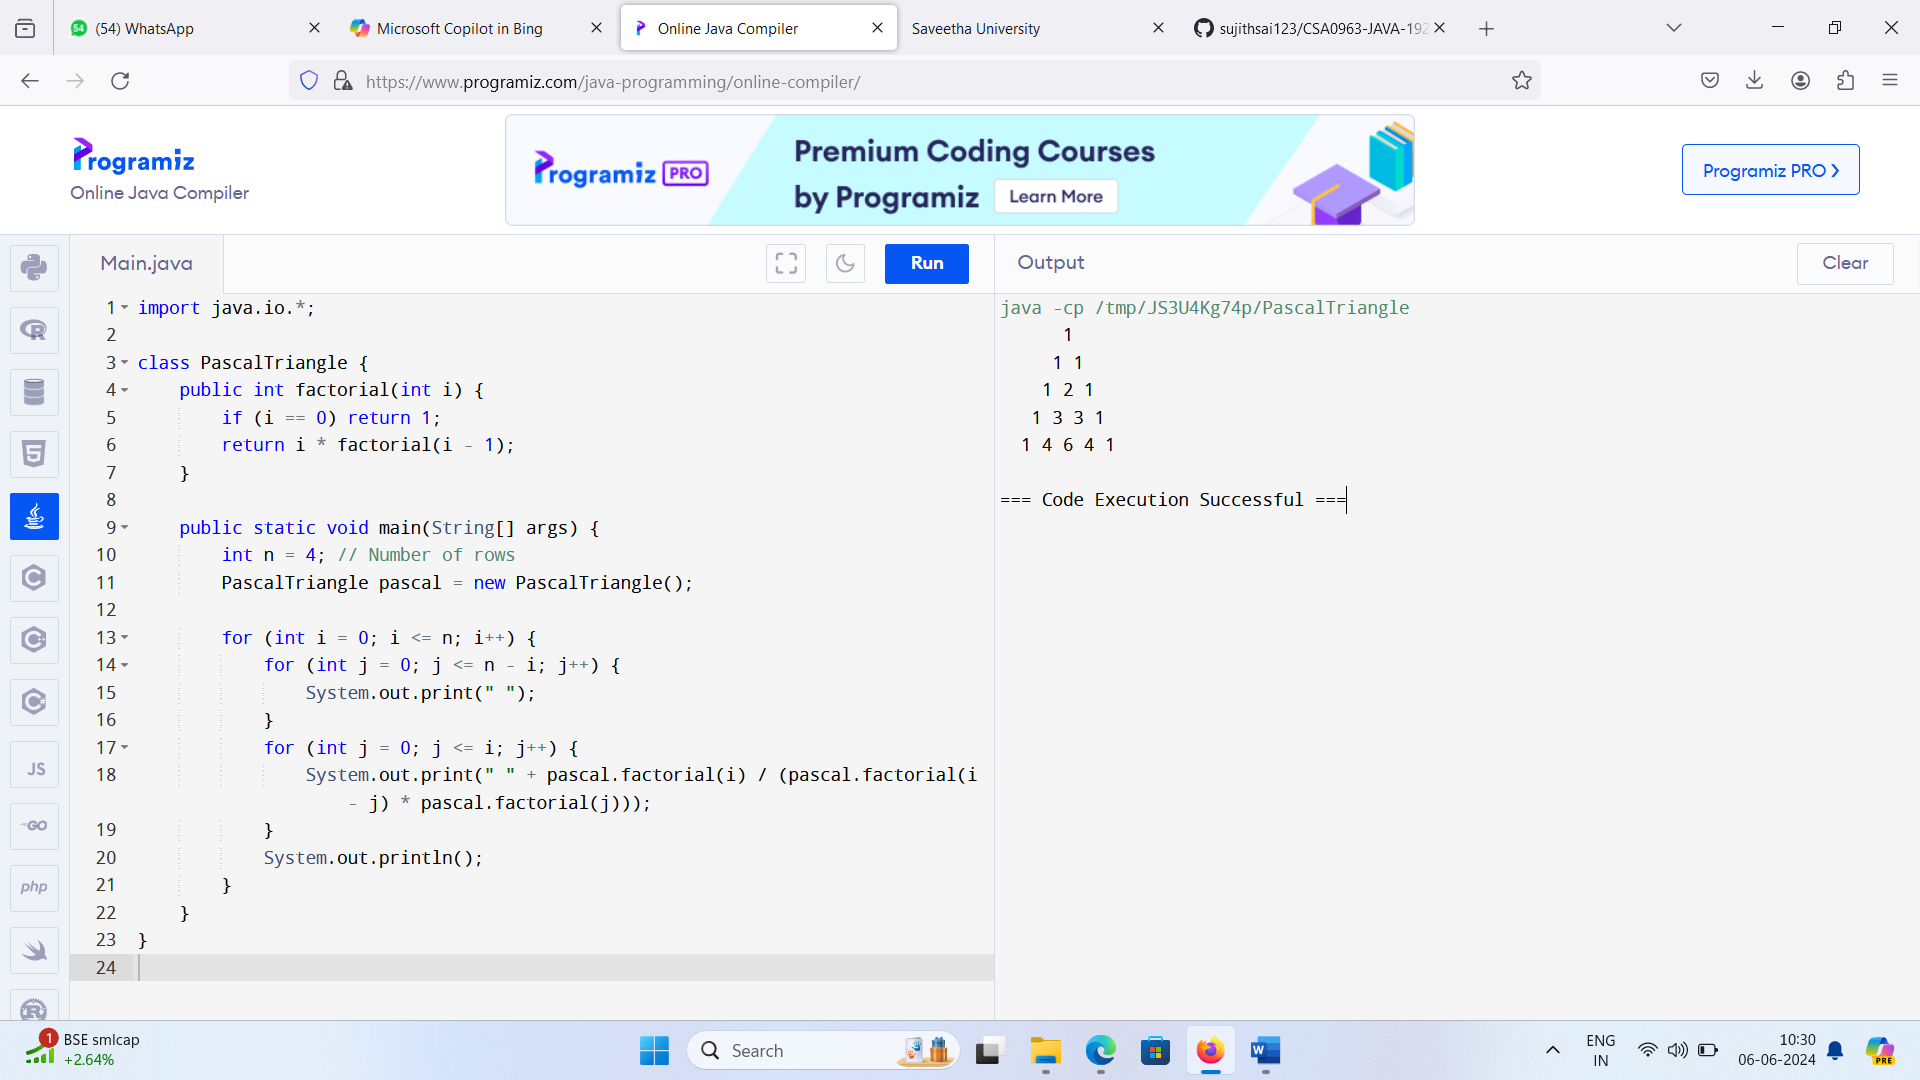 (54) WhatsApp
Microsoft Copilot in Bing
Online Java Compiler
Saveetha University
sujithsai123/CSA0963-JAVA-192
https://www.programiz.com/java-programming/online-compiler/
Programiz
Online Java Compiler
Programiz PRO
Premium Coding Courses
by Programiz
Learn More
Programiz PRO ❯
Main.java
Run
Output
Clear
1 import java.io.*;
2
3 class PascalTriangle {
4     public int factorial(int i) {
5         if (i == 0) return 1;
6         return i * factorial(i - 1);
7     }
8
9     public static void main(String[] args) {
10         int n = 4; // Number of rows
11         PascalTriangle pascal = new PascalTriangle();
12
13         for (int i = 0; i <= n; i++) {
14             for (int j = 0; j <= n - i; j++) {
15                 System.out.print(" ");
16             }
17             for (int j = 0; j <= i; j++) {
18                 System.out.print(" " + pascal.factorial(i) / (pascal.factorial(i
- j) * pascal.factorial(j)));
19             }
20             System.out.println();
21         }
22     }
23 }
24
java -cp /tmp/JS3U4Kg74p/PascalTriangle
1
1 1
1 2 1
1 3 3 1
1 4 6 4 1
=== Code Execution Successful ===
JS
GO
php
1
BSE smlcap
+2.64%
Search
ENG
IN
10:30
06-06-2024
PRE